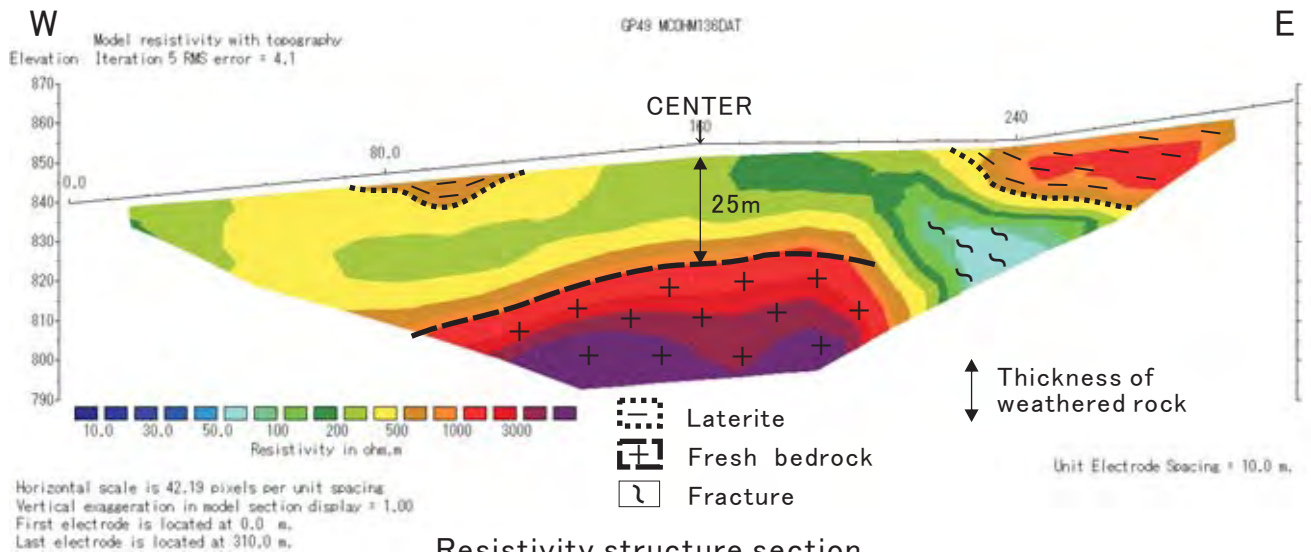 W
E
GP49 MCOHM136DAT
Model resistivity with topography
Elevation Iteration 5 RMS error = 4.1
870
860
850
840
830
820
810
800
790
0.0
80.0
CENTER
160
240
25m
10.0 30.0 50.0 100 200 500 1000 3000
Resistivity in ohm.m
Laterite
Fresh bedrock
Fracture
Thickness of
weathered rock
Unit Electrode Spacing = 10.0 m.
Horizontal scale is 42.19 pixels per unit spacing
Vertical exaggeration in model section display = 1.00
First electrode is located at 0.0 m.
Last electrode is located at 310.0 m.
Resistivity structure section